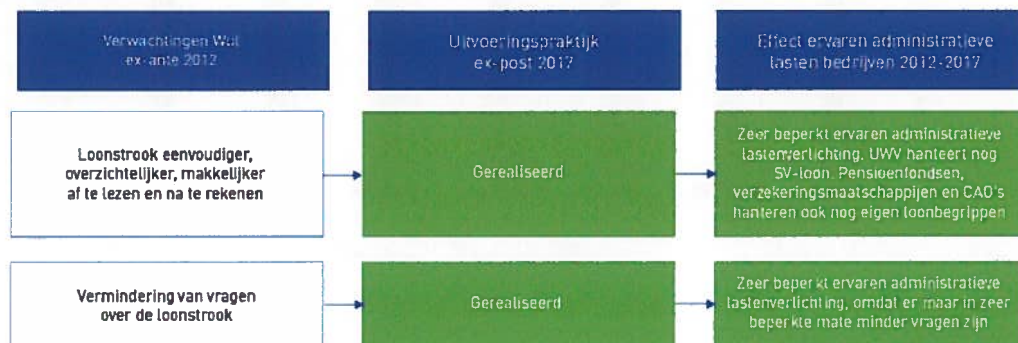 Verwachtingen Wul
ex-ante 2012
Uitvoeringspraktijk
ex-post 2017
Effect ervaren administratieve
lasten bedrijven 2012-2017
Loonstrook eenvoudiger,
overzichtelijker, makkelijker
af te lezen en na te rekenen
Gerealiseerd
Zeer beperkt ervaren administratieve
lastenverlichting, UWV hanteert nog
SV-loon. Pensioenfondsen,
verzekeringsmaatschappijen en CAO's
hanteren ook nog eigen loonbegrippen
Vermindering van vragen
over de loonstrook
Gerealiseerd
Zeer beperkt ervaren administratieve
lastenverlichting, omdat er maar in zeer
beperkte mate minder vragen zijn